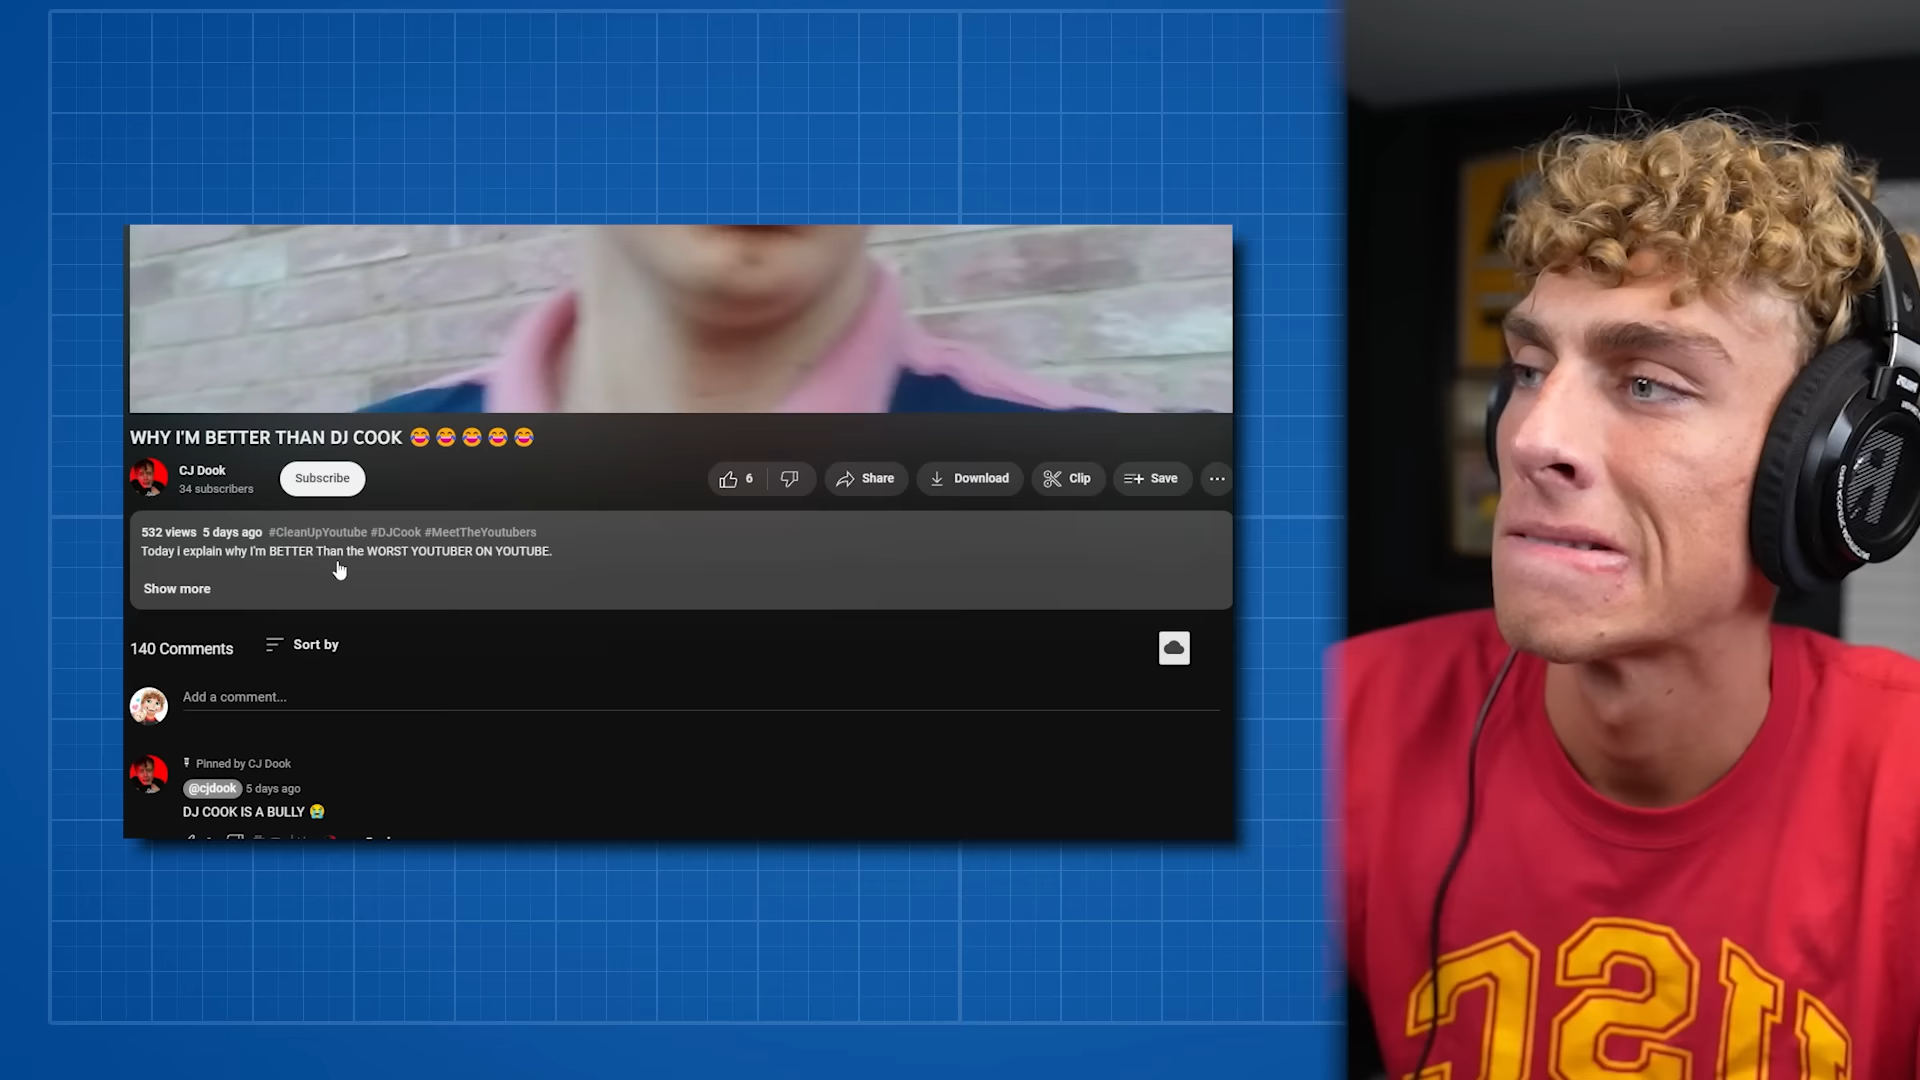 WHY I'M BETTER THAN DJ COOK 😂 😂 😂 😂 😂
CJ Dook
34 subscribers
Subscribe
6
Share
Download
Clip
Save
532 views 5 days ago #CleanUpYoutube #DJCook #MeetTheYoutubers
Today i explain why I'm BETTER Than the WORST YOUTUBER ON YOUTUBE.
Show more
140 Comments
Sort by
Add a comment...
Pinned by CJ Dook
@cjdook 5 days ago
DJ COOK IS A BULLY 😭
USC